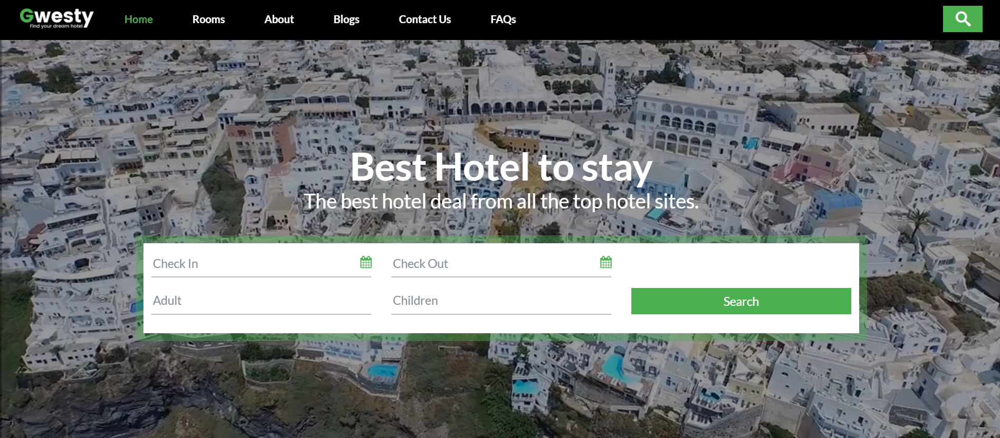 Gwesty
Find your dream hotel
Home
Rooms
About
Blogs
Contact Us
FAQs
Best Hotel to stay
The best hotel deal from all the top hotel sites.
Check In
Check Out
Adult
Children
Search